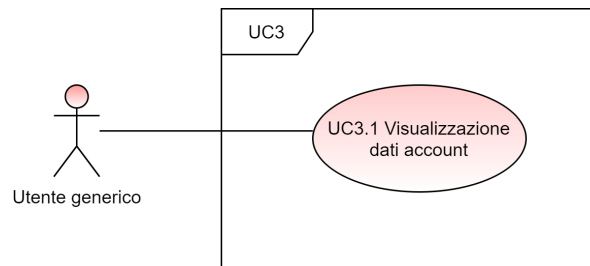 UC3
UC3.1 Visualizzazione
dati account
Utente generico